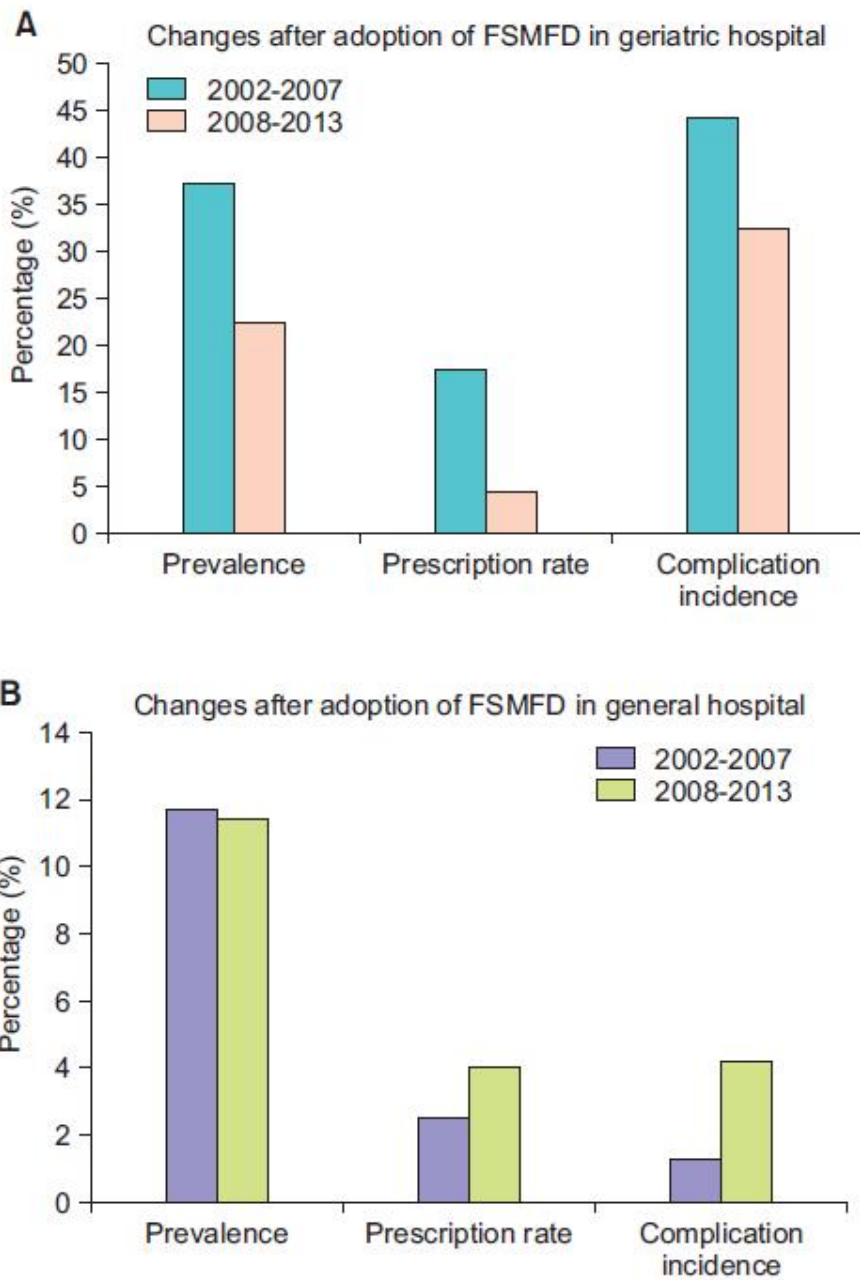 A
Changes after adoption of FSMFD in geriatric hospital
2002-2007
2008-2013
Percentage (%)
50
45
40
35
30
25
20
15
10
5
0
Prevalence
Prescription rate
Complication
incidence
B
Changes after adoption of FSMFD in general hospital
2002-2007
2008-2013
Percentage (%)
14
12
10
8
6
4
2
0
Prevalence
Prescription rate
Complication
incidence